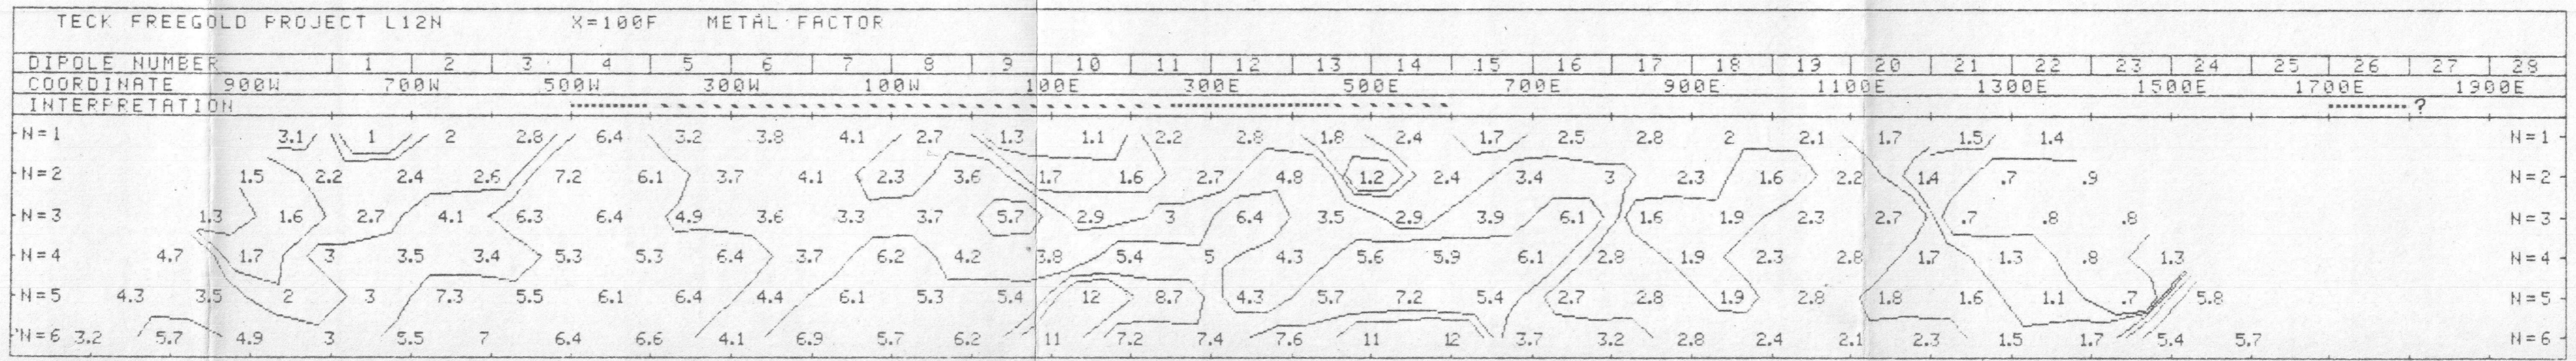 TECK FREEGOLD PROJECT L12N X=100F METAL FACTOR
DIPOLE NUMBER 1 2 3 4 5 6 7 8 9 10 11 12 13 14 15 16 17 18 19 20 21 22 23 24 25 26 27 28
COORDINATE 900W 700W 500W 300W 100W 100E 300E 500E 700E 900E 1100E 1300E 1500E 1700E 1900E
INTERPRETATION ?
N=1 3.1 1 2 2.8 6.4 3.2 3.8 4.1 2.7 1.3 1.1 2.2 2.8 1.8 2.4 1.7 2.5 2.8 2 2.1 1.7 1.5 1.4 N=1
N=2 1.5 2.2 2.4 2.6 7.2 6.1 3.7 4.1 2.3 3.6 1.7 1.6 2.7 4.8 1.2 2.4 3.4 3 2.3 1.6 2.2 1.4 .7 .9 N=2
N=3 1.3 1.6 2.7 4.1 6.3 6.4 4.9 3.6 3.3 3.7 5.7 2.9 3 6.4 3.5 2.9 3.9 6.1 1.6 1.9 2.3 2.7 .7 .8 .8 N=3
N=4 4.7 1.7 3 3.5 3.4 5.3 5.3 6.4 3.7 6.2 4.2 3.8 5.4 5 4.3 5.6 5.9 6.1 2.8 1.9 2.3 2.8 1.7 1.3 .8 1.3 N=4
N=5 4.3 3.5 2 3 7.3 5.5 6.1 6.4 4.4 6.1 5.3 5.4 12 8.7 4.3 5.7 7.2 5.4 2.7 2.8 1.9 2.8 1.8 1.6 1.1 .7 5.8 N=5
N=6 3.2 5.7 4.9 3 5.5 7 6.4 6.6 4.1 6.9 5.7 6.2 11 7.2 7.4 7.6 11 12 3.7 3.2 2.8 2.4 2.1 2.3 1.5 1.7 5.4 5.7 N=6